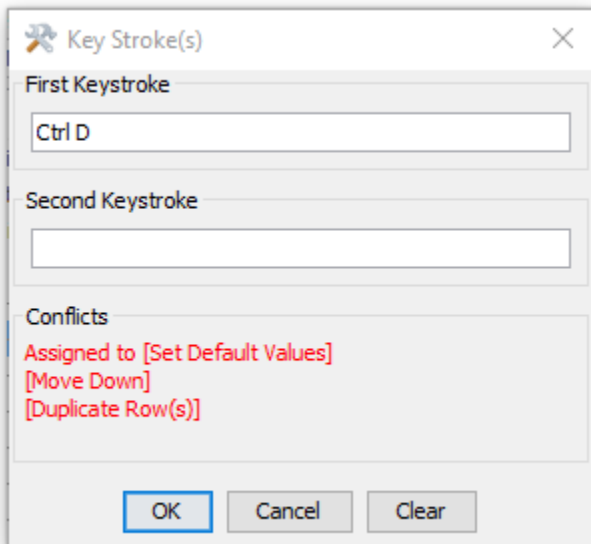 Key Stroke(s)
First Keystroke
Ctrl D
Second Keystroke
Conflicts
Assigned to [Set Default Values]
[Move Down]
[Duplicate Row(s)]
OK Cancel Clear